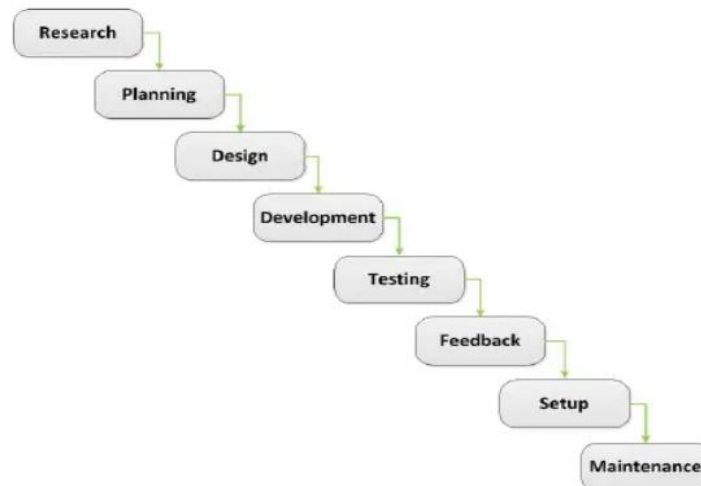 Research
Planning
Design
Development
Testing
Feedback
Setup
Maintenance